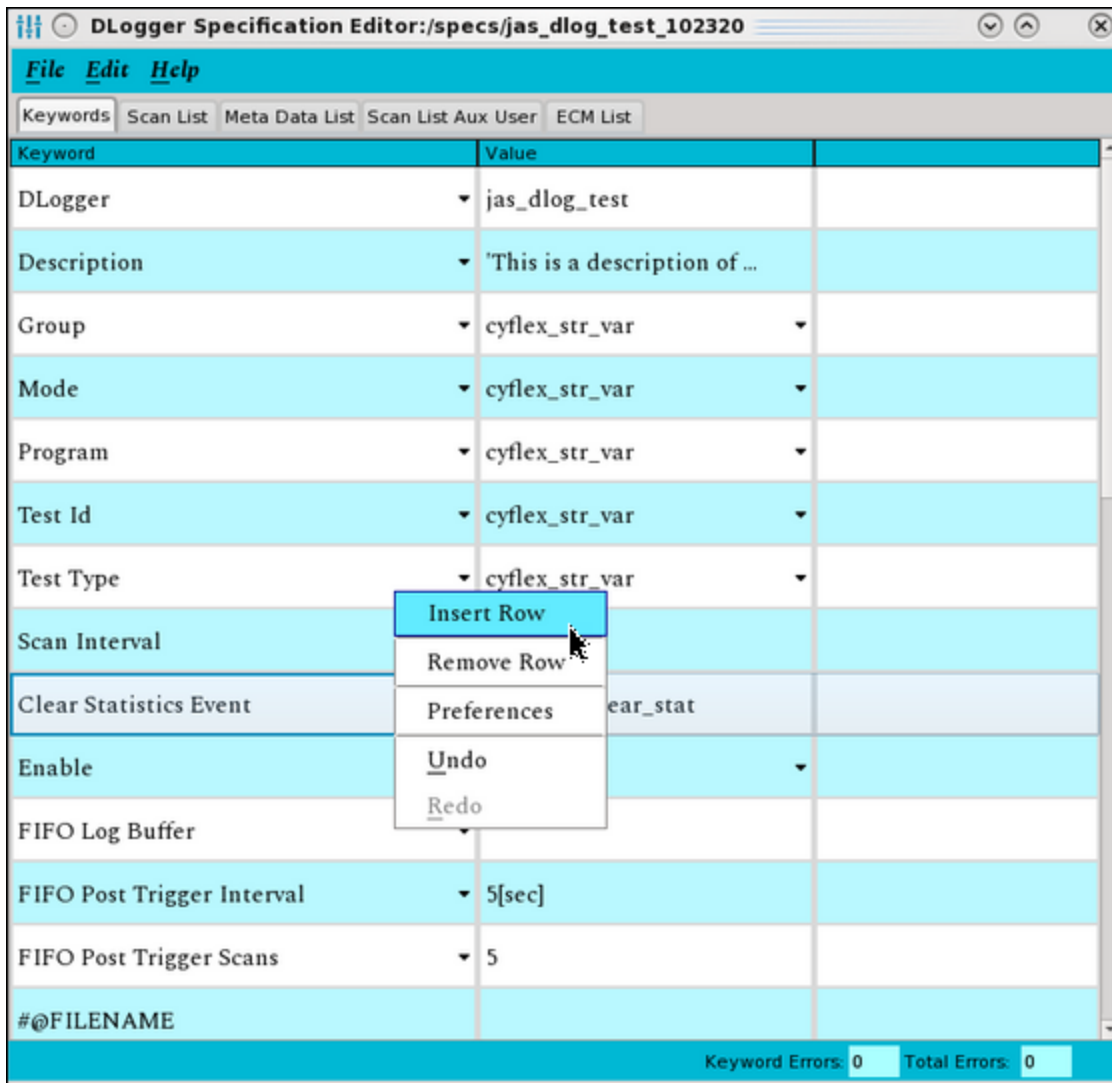 DLogger Specification Editor:/specs/jas_dlog_test_102320
File Edit Help
Keywords Scan List Meta Data List Scan List Aux User ECM List
Keyword Value
DLogger jas_dlog_test
Description 'This is a description of ...
Group cyflex_str_var
Mode cyflex_str_var
Program cyflex_str_var
Test Id cyflex_str_var
Test Type cyflex_str_var
Insert Row
Scan Interval
Remove Row
Clear Statistics Event ear_stat
Preferences
Enable
Undo
Redo
FIFO Log Buffer
FIFO Post Trigger Interval 5[sec]
FIFO Post Trigger Scans 5
#@FILENAME
Keyword Errors: 0 Total Errors: 0